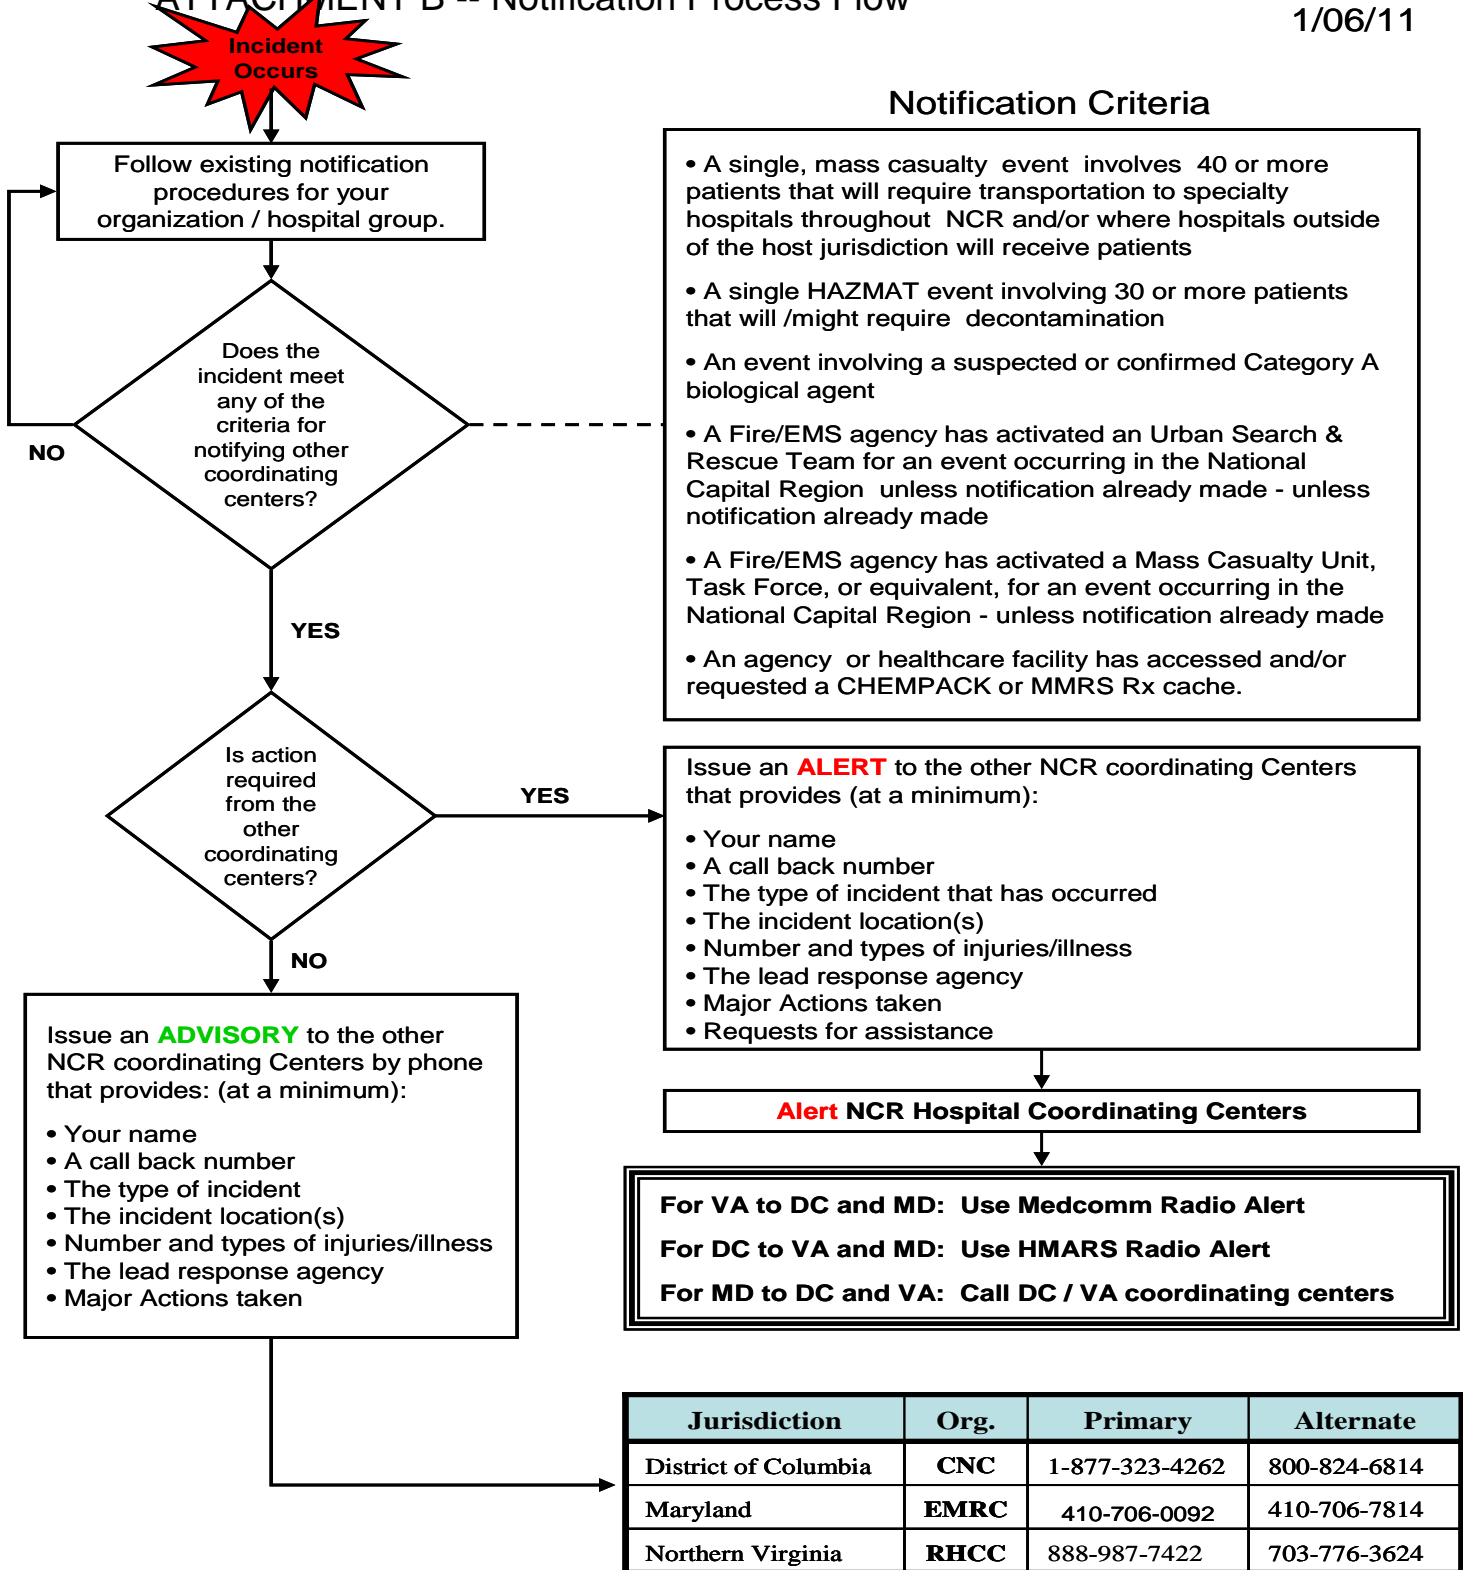 ATTACHMENT B -- Notification Process Flow
1/06/11
Incident
Occurs
Follow existing notification
procedures for your
organization / hospital group.
Does the
incident meet
any of the
criteria for
notifying other
coordinating
centers?
NO
YES
Notification Criteria
• A single, mass casualty event involves 40 or more
patients that will require transportation to specialty
hospitals throughout NCR and/or where hospitals outside
of the host jurisdiction will receive patients
• A single HAZMAT event involving 30 or more patients
that will /might require decontamination
• An event involving a suspected or confirmed Category A
biological agent
• A Fire/EMS agency has activated an Urban Search &
Rescue Team for an event occurring in the National
Capital Region unless notification already made - unless
notification already made
• A Fire/EMS agency has activated a Mass Casualty Unit,
Task Force, or equivalent, for an event occurring in the
National Capital Region - unless notification already made
• An agency or healthcare facility has accessed and/or
requested a CHEMPACK or MMRS Rx cache.
Is action
required
from the
other
coordinating
centers?
YES
NO
Issue an ALERT to the other NCR coordinating Centers
that provides (at a minimum):
• Your name
• A call back number
• The type of incident that has occurred
• The incident location(s)
• Number and types of injuries/illness
• The lead response agency
• Major Actions taken
• Requests for assistance
Issue an ADVISORY to the other
NCR coordinating Centers by phone
that provides: (at a minimum):
• Your name
• A call back number
• The type of incident
• The incident location(s)
• Number and types of injuries/illness
• The lead response agency
• Major Actions taken
Alert NCR Hospital Coordinating Centers
For VA to DC and MD: Use Medcomm Radio Alert
For DC to VA and MD: Use HMARS Radio Alert
For MD to DC and VA: Call DC / VA coordinating centers
Jurisdiction Org. Primary Alternate
District of Columbia CNC 1-877-323-4262 800-824-6814
Maryland EMRC 410-706-0092 410-706-7814
Northern Virginia RHCC 888-987-7422 703-776-3624